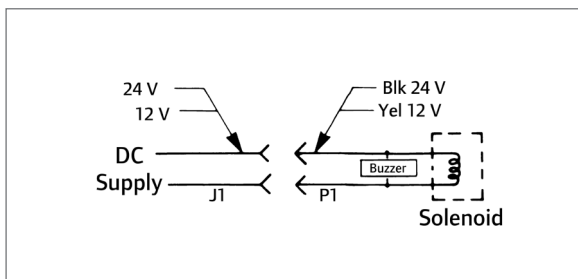 24 V
12 V
Blk 24 V
Yel 12 V
DC
Supply
J1
P1
Buzzer
Solenoid